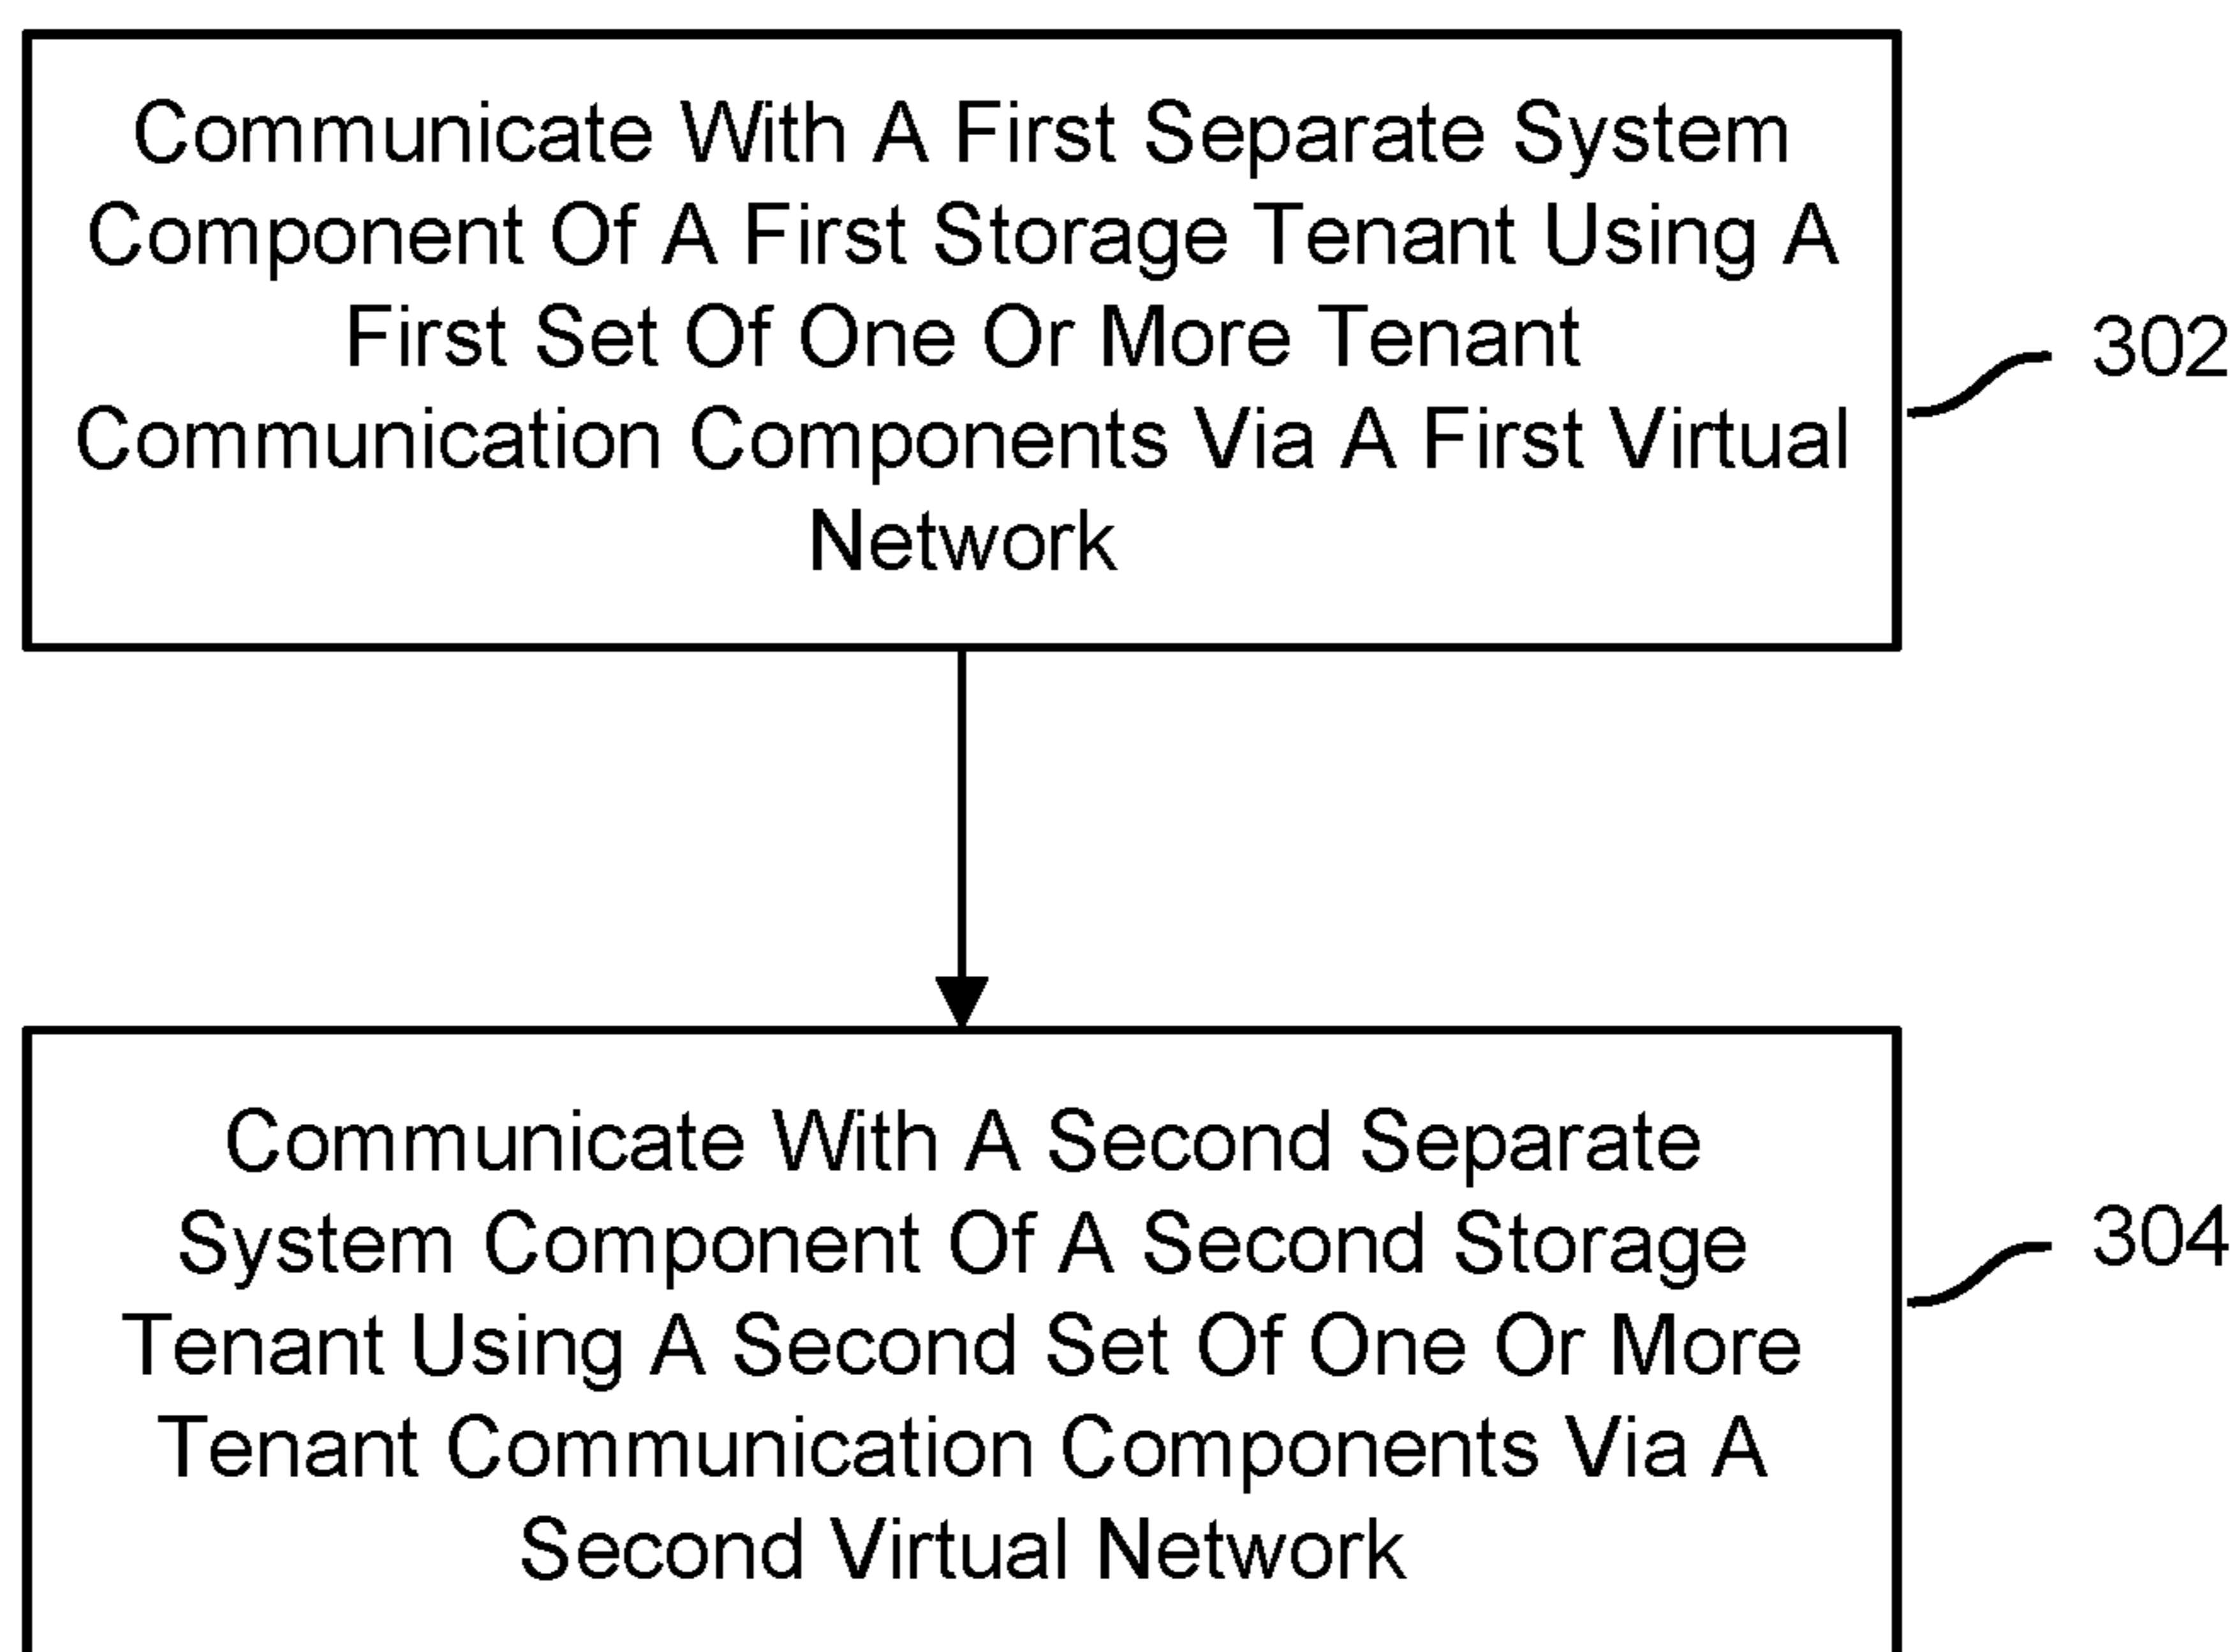 Communicate With A First Separate System
Component Of A First Storage Tenant Using A
First Set Of One Or More Tenant
Communication Components Via A First Virtual
Network
302
Communicate With A Second Separate
System Component Of A Second Storage
Tenant Using A Second Set Of One Or More
Tenant Communication Components Via A
Second Virtual Network
304